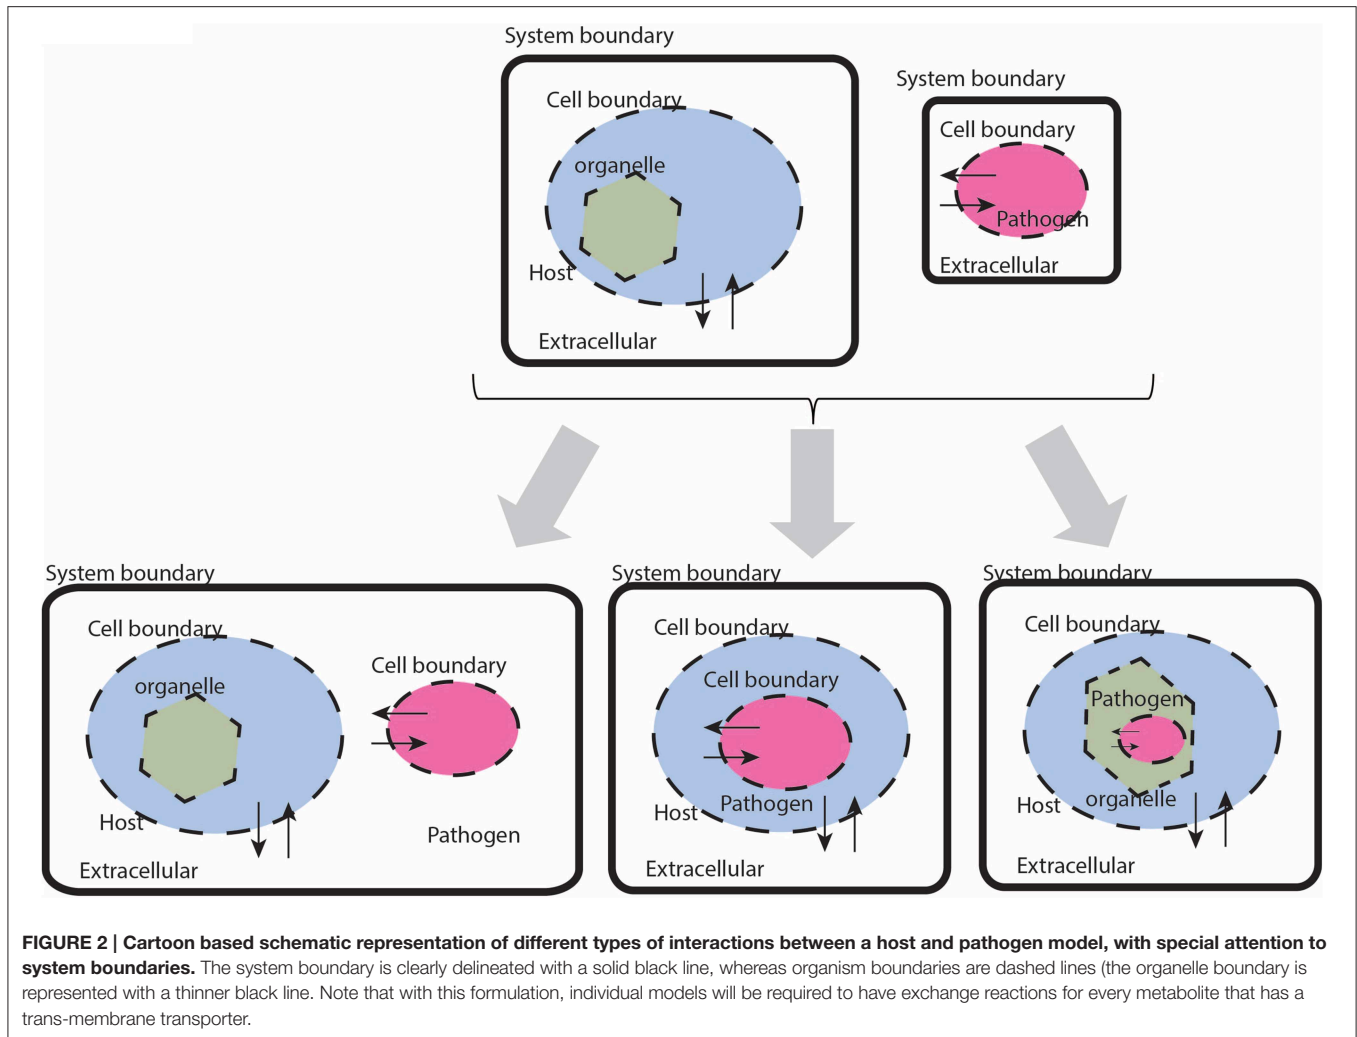 System boundary
Cell boundary
organelle
Host
Extracellular
System boundary
Cell boundary
Pathogen
Extracellular
System boundary
Cell boundary
organelle
Host
Extracellular
Cell boundary
Pathogen
System boundary
Cell boundary
Cell boundary
Pathogen
Host
Extracellular
System boundary
Cell boundary
Pathogen
organelle
Host
Extracellular
FIGURE 2 | Cartoon based schematic representation of different types of interactions between a host and pathogen model, with special attention to
system boundaries. The system boundary is clearly delineated with a solid black line, whereas organism boundaries are dashed lines (the organelle boundary is
represented with a thinner black line. Note that with this formulation, individual models will be required to have exchange reactions for every metabolite that has a
trans-membrane transporter.